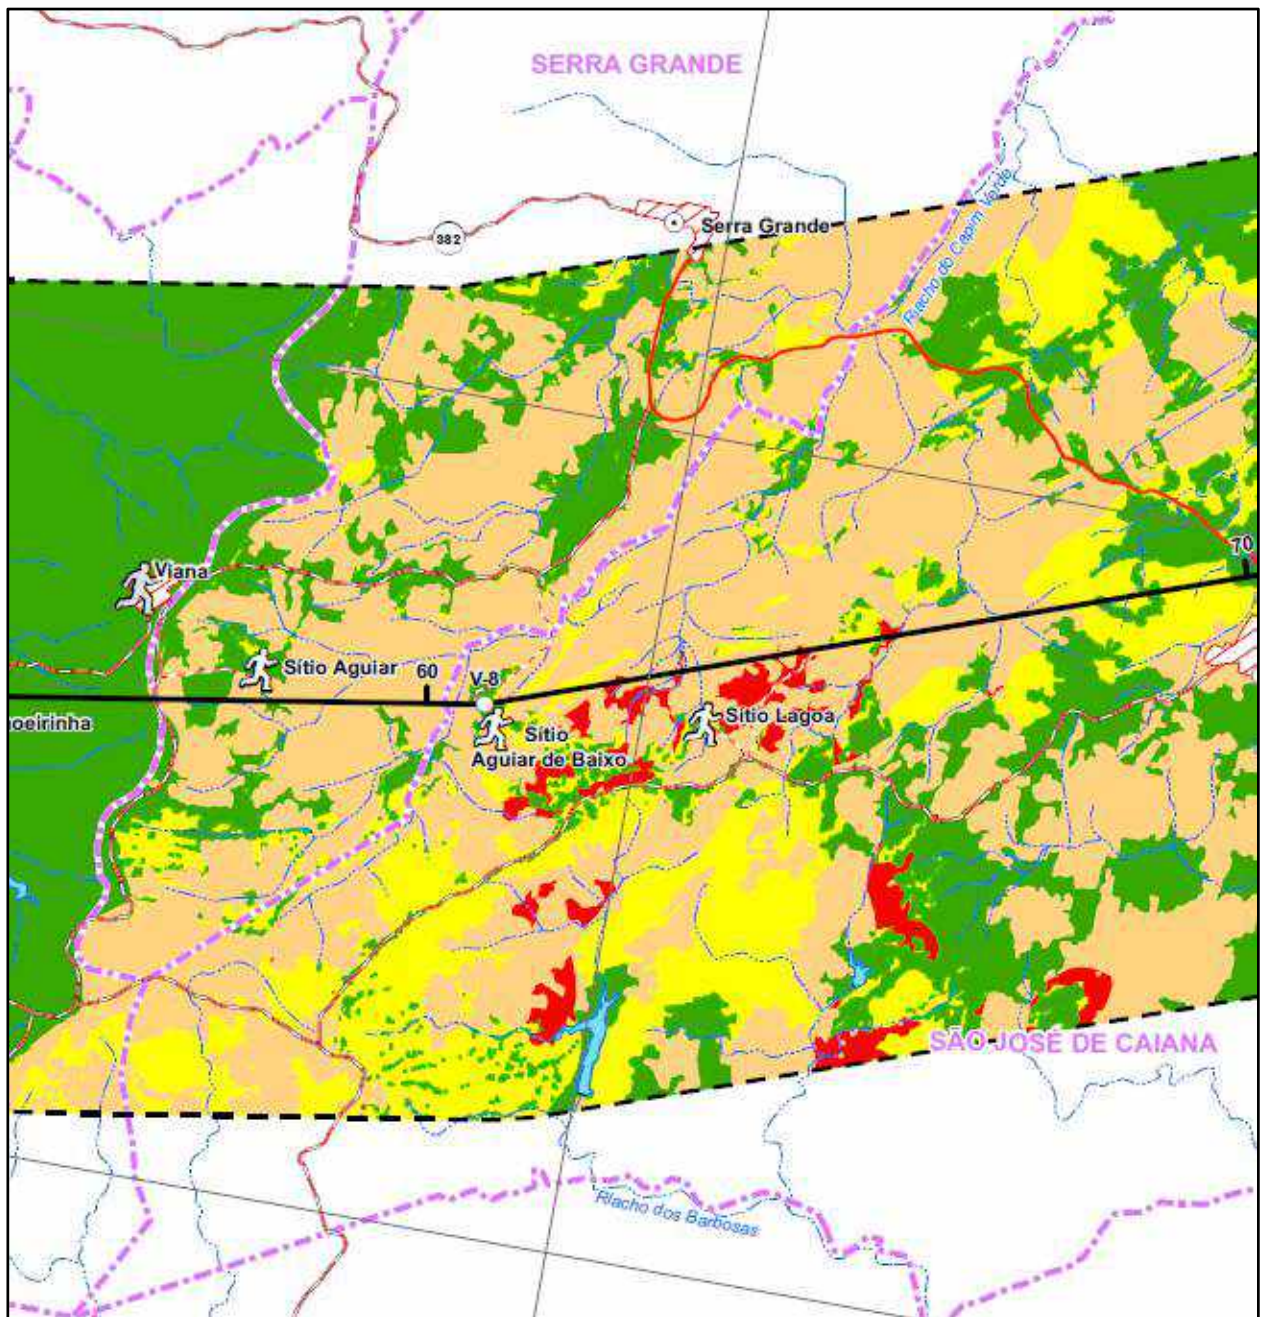 SERRA GRANDE
Serra Grande
382
Riacho do Capim Verde
70
Viana
Sítio Aguiar
60
V-8
oeirinha
Sítio
Aguiar de Baixo
Sítio Lagoa
SÃO JOSÉ DE CAIANA
Riacho dos Barbosas